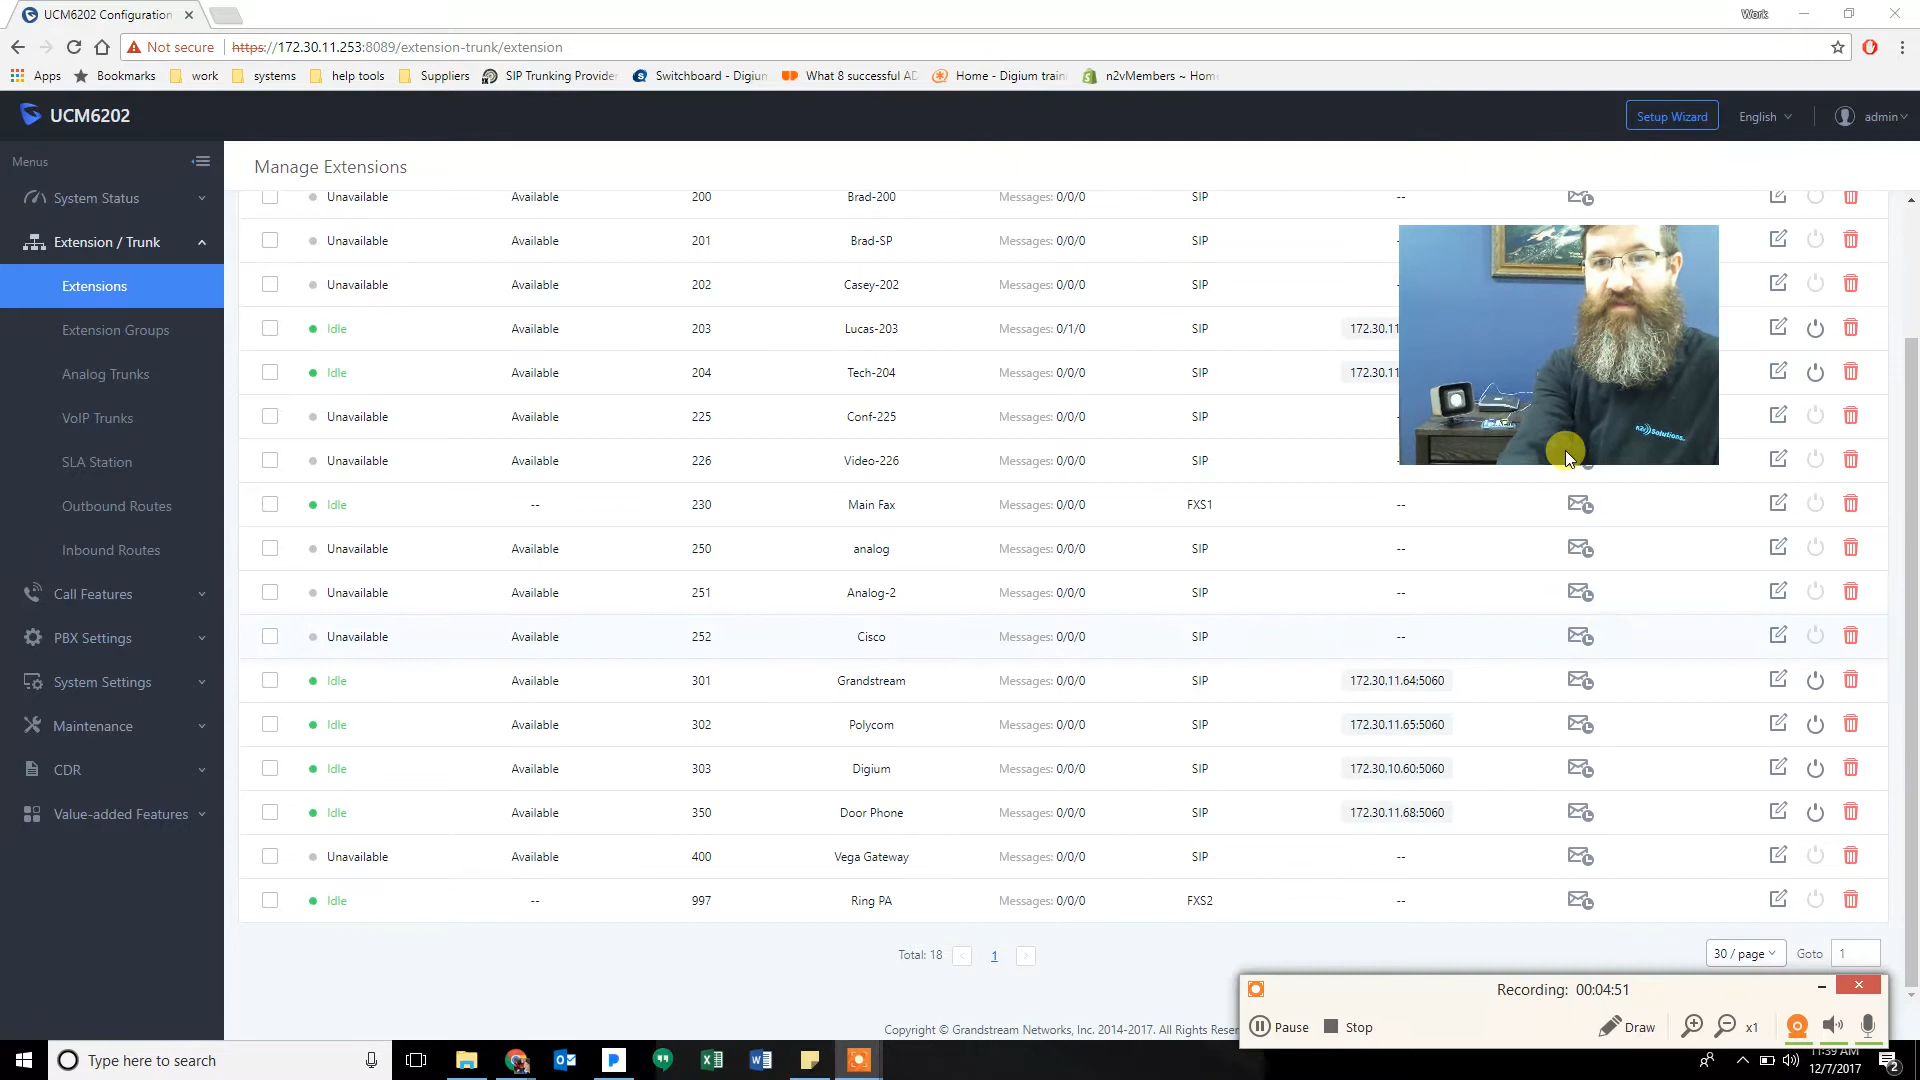 UCM6202 Configuration
Work
Not secure
https://172.30.11.253:8089/extension-trunk/extension
Apps Bookmarks work systems help tools Suppliers SIP Trunking Provider Switchboard - Digium What 8 successful AD Home - Digium train n2vMembers ~ Home
UCM6202
Setup Wizard English admin
Menus
System Status
Extension / Trunk
Extensions
Extension Groups
Analog Trunks
VoIP Trunks
SLA Station
Outbound Routes
Inbound Routes
Call Features
PBX Settings
System Settings
Maintenance
CDR
Value-added Features
Manage Extensions
Unavailable Available 200 Brad-200 Messages: 0/0/0 SIP --
Unavailable Available 201 Brad-SP Messages: 0/0/0 SIP
Unavailable Available 202 Casey-202 Messages: 0/0/0 SIP
Idle Available 203 Lucas-203 Messages: 0/1/0 SIP 172.30.11
Idle Available 204 Tech-204 Messages: 0/0/0 SIP 172.30.11
Unavailable Available 225 Conf-225 Messages: 0/0/0 SIP
Unavailable Available 226 Video-226 Messages: 0/0/0 SIP
Idle -- 230 Main Fax Messages: 0/0/0 FXS1 --
Unavailable Available 250 analog Messages: 0/0/0 SIP --
Unavailable Available 251 Analog-2 Messages: 0/0/0 SIP --
Unavailable Available 252 Cisco Messages: 0/0/0 SIP --
Idle Available 301 Grandstream Messages: 0/0/0 SIP 172.30.11.64:5060
Idle Available 302 Polycom Messages: 0/0/0 SIP 172.30.11.65:5060
Idle Available 303 Digium Messages: 0/0/0 SIP 172.30.10.60:5060
Idle Available 350 Door Phone Messages: 0/0/0 SIP 172.30.11.68:5060
Unavailable Available 400 Vega Gateway Messages: 0/0/0 SIP --
Idle -- 997 Ring PA Messages: 0/0/0 FXS2 --
n2v Solutions
Total: 18 < 1 >
30 / page Goto 1
Copyright © Grandstream Networks, Inc. 2014-2017. All Rights Reser
Recording: 00:04:51
Pause Stop Draw x1
Type here to search
11:39 AM
12/7/2017
2